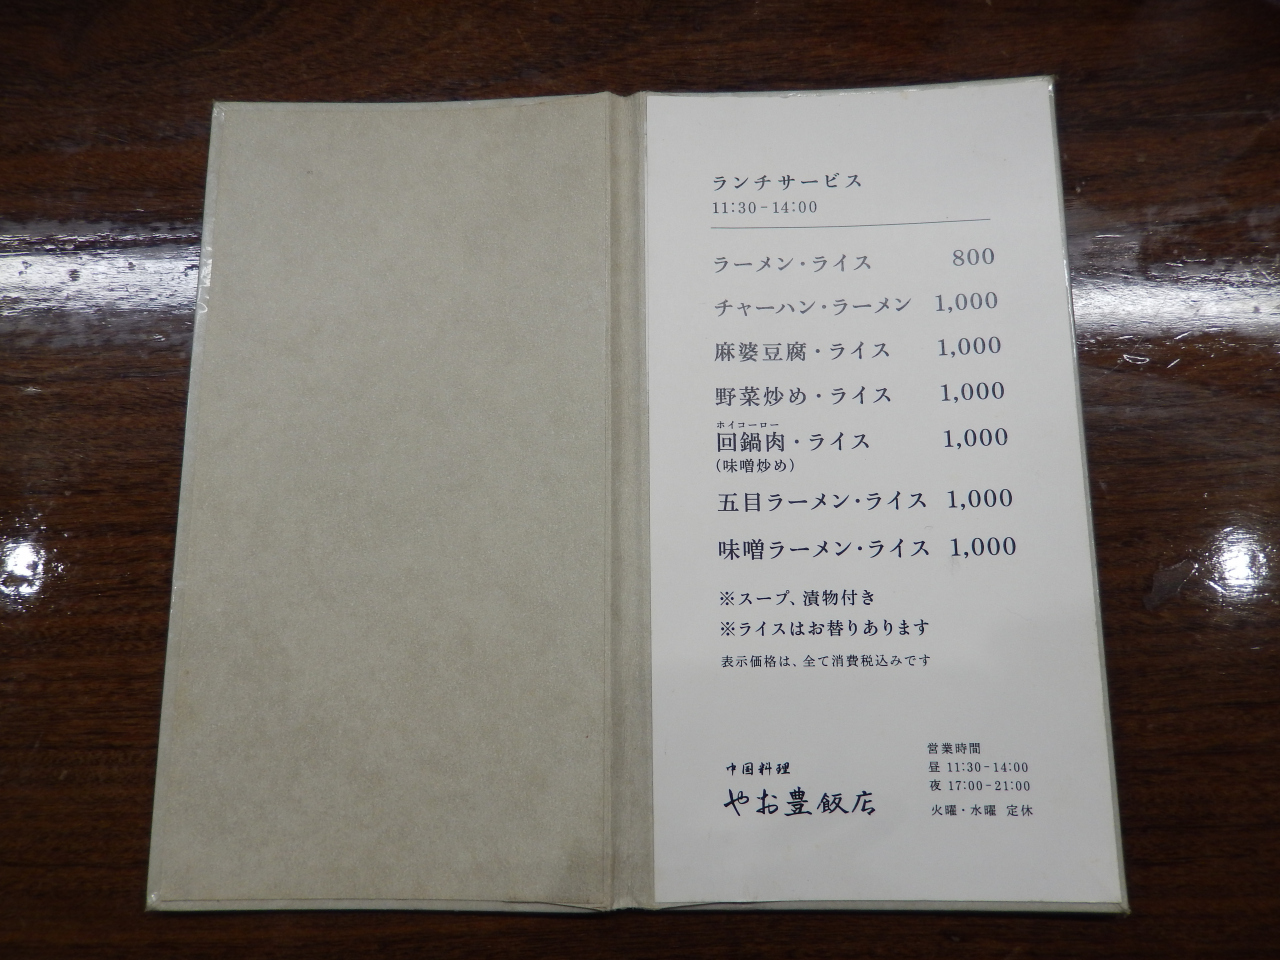 ランチサービス
11:30-14:00
ラーメン・ライス 800
チャーハン・ラーメン 1,000
麻婆豆腐・ライス 1,000
野菜炒め・ライス 1,000
ホイコーロー
回鍋肉・ライス 1,000
(味噌炒め)
五目ラーメン・ライス 1,000
味噌ラーメン・ライス 1,000
※スープ、漬物付き
※ライスはお替りあります
表示価格は、全て消費税込みです
中国料理
やお豊飯店
営業時間
昼 11:30-14:00
夜 17:00-21:00
火曜・水曜 定休